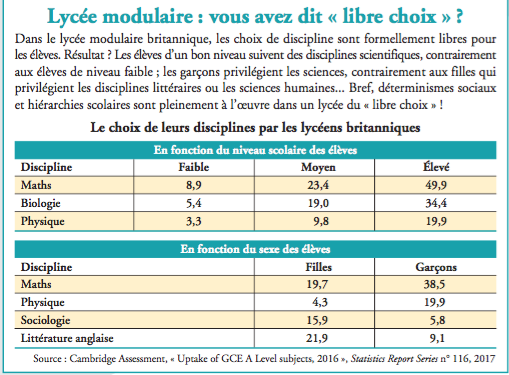 Lycée modulaire : vous avez dit « libre choix » ?
Dans le lycée modulaire britannique, les choix de discipline sont formellement libres pour
les élèves. Résultat ? Les élèves d'un bon niveau suivent des disciplines scientifiques, contrairement
aux élèves de niveau faible ; les garçons privilégient les sciences, contrairement aux filles qui
privilégient les disciplines littéraires ou les sciences humaines... Bref, déterminismes sociaux
et hiérarchies scolaires sont pleinement à l'œuvre dans un lycée du « libre choix » !
Le choix de leurs disciplines par les lycéens britanniques
En fonction du niveau scolaire des élèves
Discipline Faible Moyen Élevé
Maths 8,9 23,4 49,9
Biologie 5,4 19,0 34,4
Physique 3,3 9,8 19,9
En fonction du sexe des élèves
Discipline Filles Garçons
Maths 19,7 38,5
Physique 4,3 19,9
Sociologie 15,9 5,8
Littérature anglaise 21,9 9,1
Source : Cambridge Assessment, « Uptake of GCE A Level subjects, 2016 », Statistics Report Series n° 116, 2017